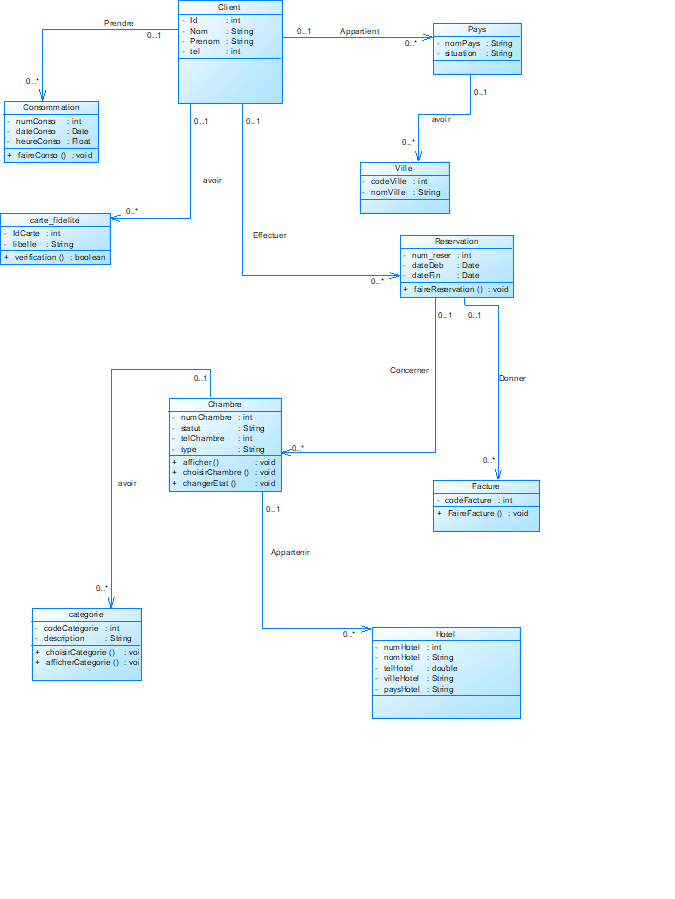 Client
- Id : int
- Nom : String
- Prenom : String
- tel : int
Prendre
0..1
0..*
0..1
Appartient
0..*
Pays
- nomPays : String
- situation : String
0..1
avoir
0..*
Consommation
- numConso : int
- dateConso : Date
- heureConso : Float
+ faireConso () : void
0..1
0..1
avoir
Ville
- codeVille : int
- nomVille : String
0..*
carte_fidelite
- IdCarte : int
- libelle : String
+ verification () : boolean
Effectuer
0..*
Reservation
- num_reser : int
- dateDeb : Date
- dateFin : Date
+ faireReservation () : void
0..1
0..1
Concerner
Donner
0..1
0..*
0..*
Chambre
- numChambre : int
- statut : String
- telChambre : int
- type : String
+ afficher () : void
+ choisirChambre () : void
+ changerEtat () : void
avoir
0..1
Appartenir
Facture
- codeFacture : int
+ FaireFacture () : void
0..*
0..*
categorie
- codeCategorie : int
- description : String
+ choisirCategorie () : voi
+ afficherCategorie () : voi
Hotel
- numHotel : int
- nomHotel : String
- telHotel : double
- villeHotel : String
- paysHotel : String